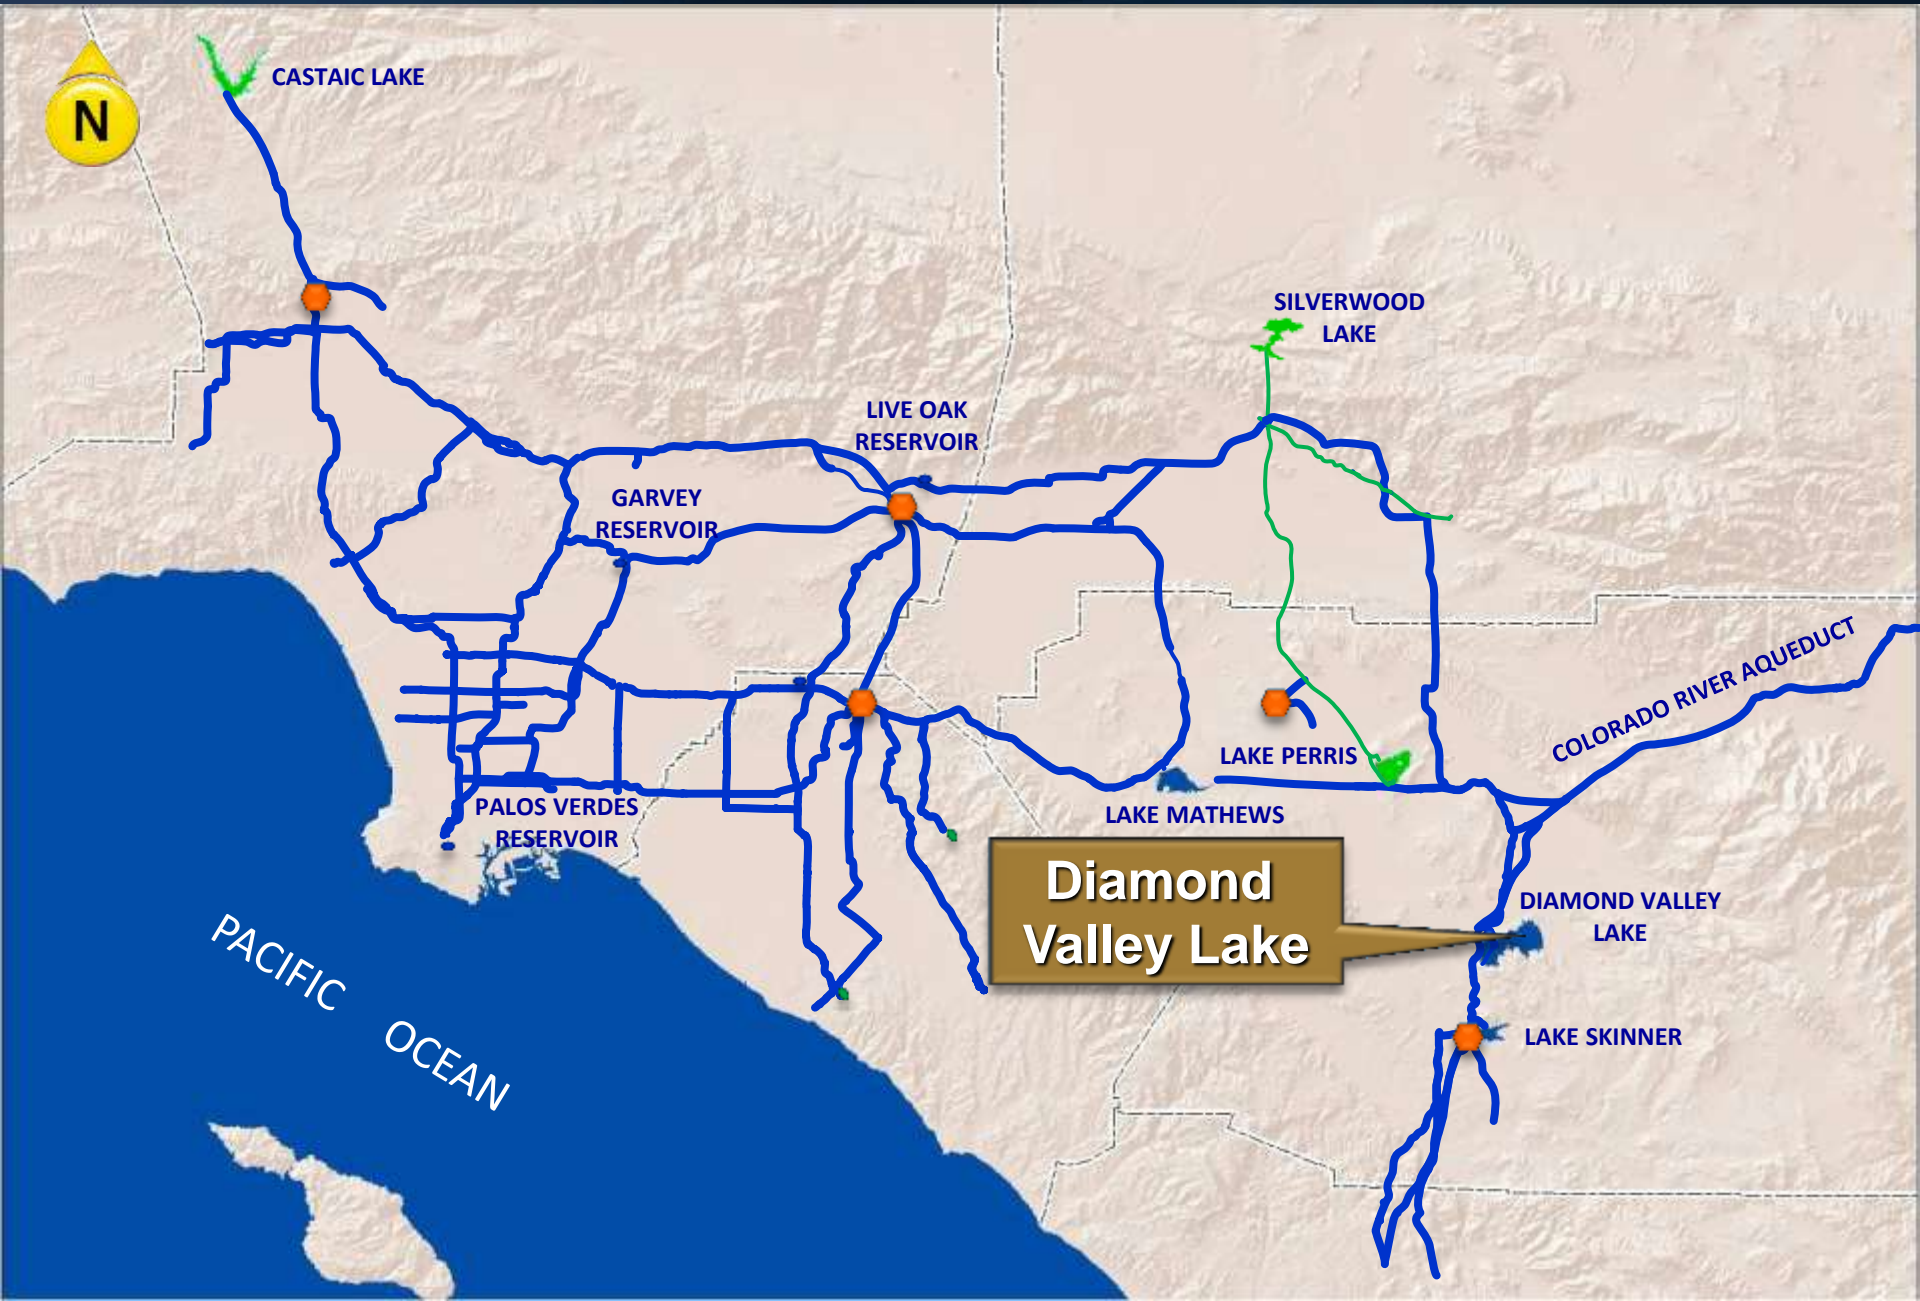 N
CASTAIC LAKE
SILVERWOOD
LAKE
LIVE OAK
RESERVOIR
GARVEY
RESERVOIR
COLORADO RIVER AQUEDUCT
LAKE PERRIS
PALOS VERDES
RESERVOIR
LAKE MATHEWS
Diamond
Valley Lake
DIAMOND VALLEY
LAKE
PACIFIC
OCEAN
LAKE SKINNER